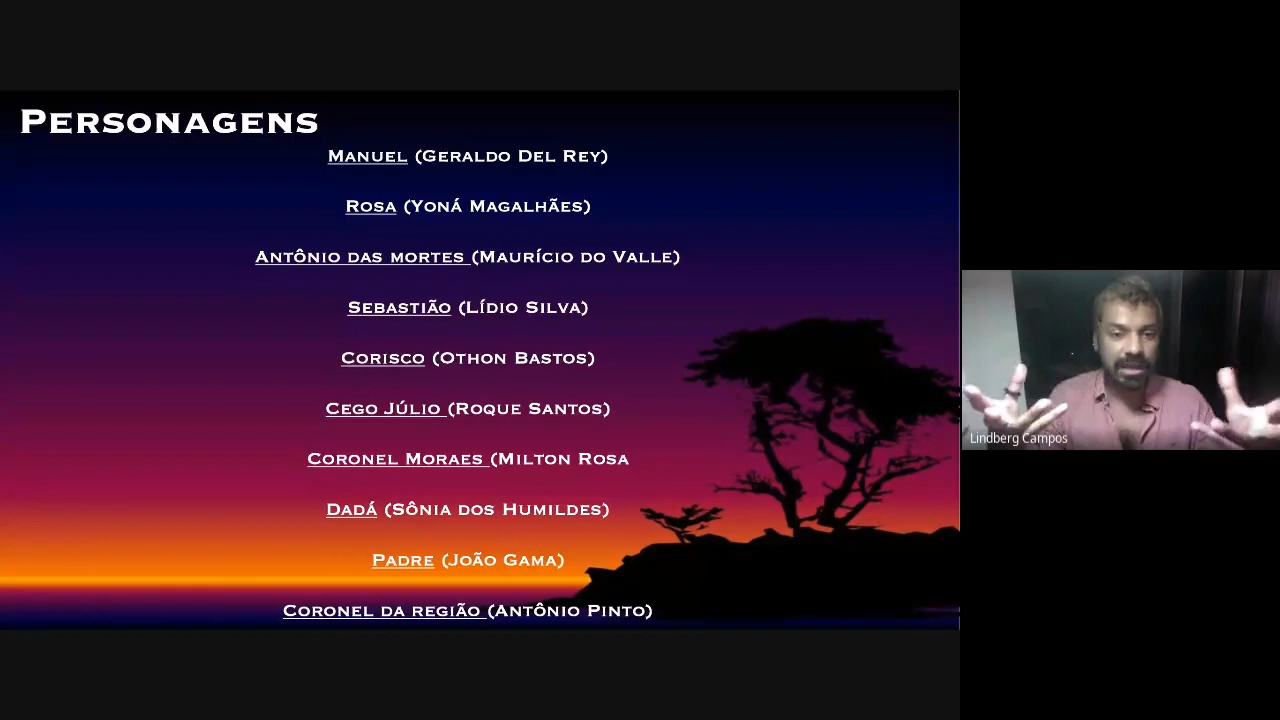 Personagens
Manuel (Geraldo Del Rey)
Rosa (Yoná Magalhães)
Antônio das mortes (Maurício do Valle)
Sebastião (Lídio Silva)
Corisco (Othon Bastos)
Cego Júlio (Roque Santos)
Coronel Moraes (Milton Rosa
Dadá (Sônia dos Humildes)
Padre (João Gama)
Coronel da região (Antônio Pinto)
Lindberg Campos